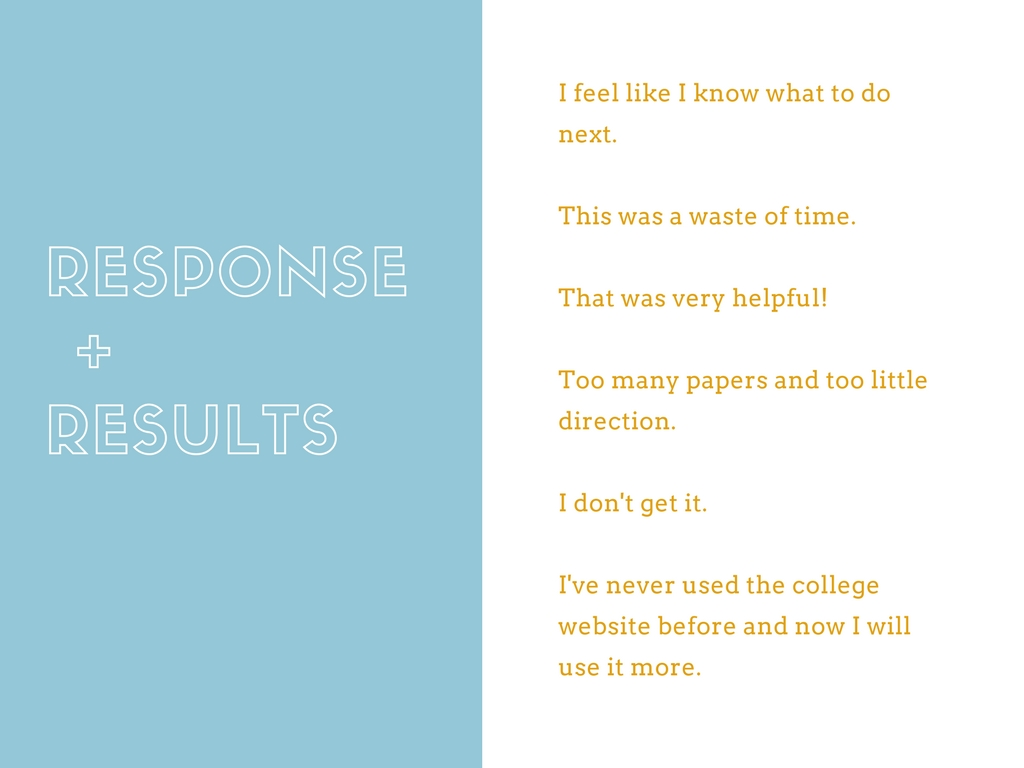 RESPONSE
+
RESULTS
I feel like I know what to do
next.
This was a waste of time.
That was very helpful!
Too many papers and too little
direction.
I don't get it.
I've never used the college
website before and now I will
use it more.